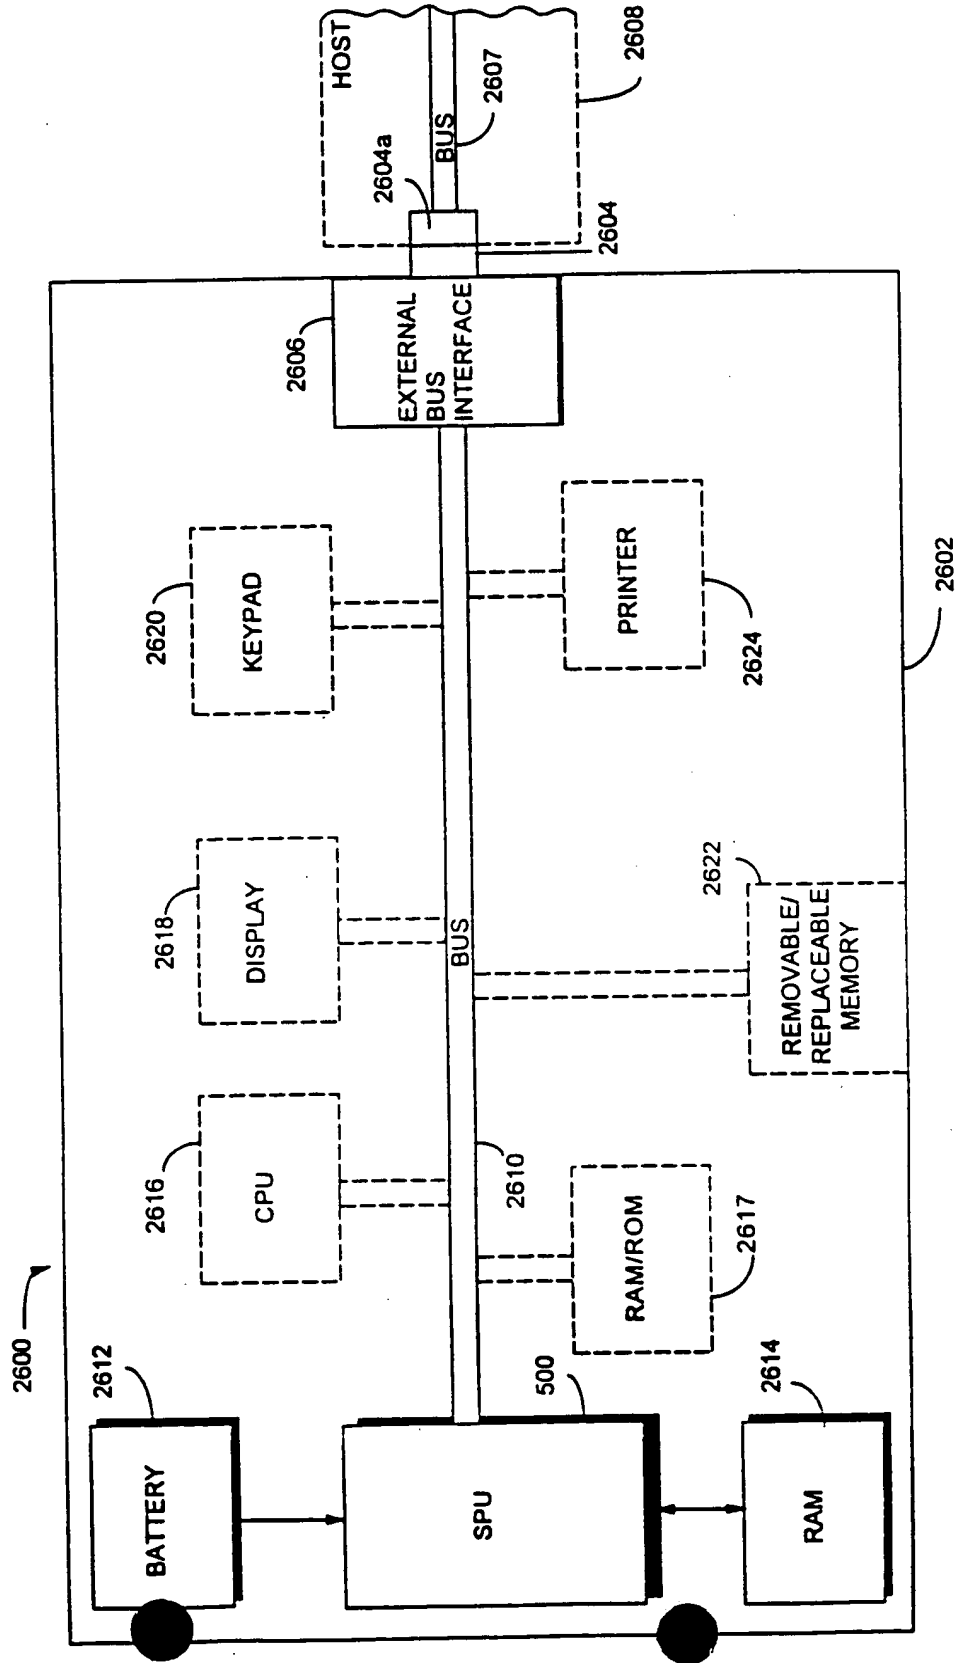 2600
2612
BATTERY
SPU
500
RAM
2614
2616
CPU
2618
DISPLAY
2620
KEYPAD
2606
EXTERNAL
BUS
INTERFACE
BUS
2610
RAM/ROM
2617
REMOVABLE/
REPLACEABLE
MEMORY
2622
PRINTER
2624
2602
HOST
2604a
BUS
2607
2604
2608